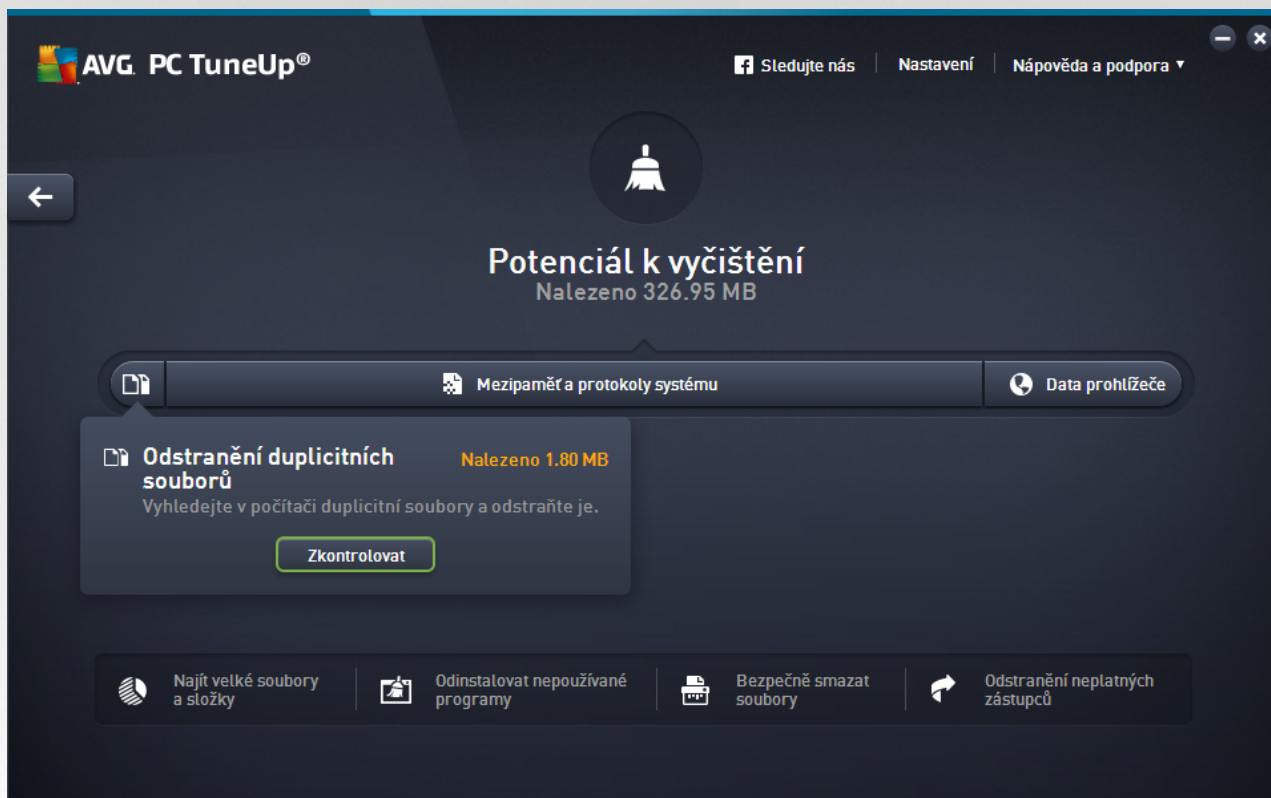 AVG. PC TuneUp®
Sledujte nás
Nastavení
Nápověda a podpora
Potenciál k vyčištění
Nalezeno 326.95 MB
Mezipaměť a protokoly systému
Data prohlížeče
Odstranění duplicitních
souborů
Nalezeno 1.80 MB
Vyhledejte v počítači duplicitní soubory a odstraňte je.
Zkontrolovat
Najít velké soubory
a složky
Odinstalovat nepoužívané
programy
Bezpečně smazat
soubory
Odstranění neplatných
zástupců